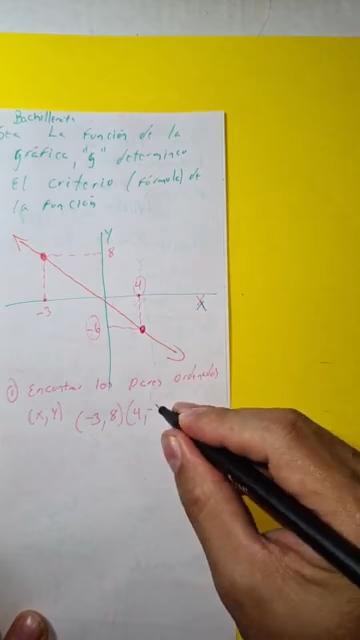 Bachillerato
Sea La función de la
gráfica, "g" determine
El criterio (fórmula) de
la función
Y
8
4
-3
X
-6
① Encontrar los pares ordenados
(x, y) (-3, 8) (4, -